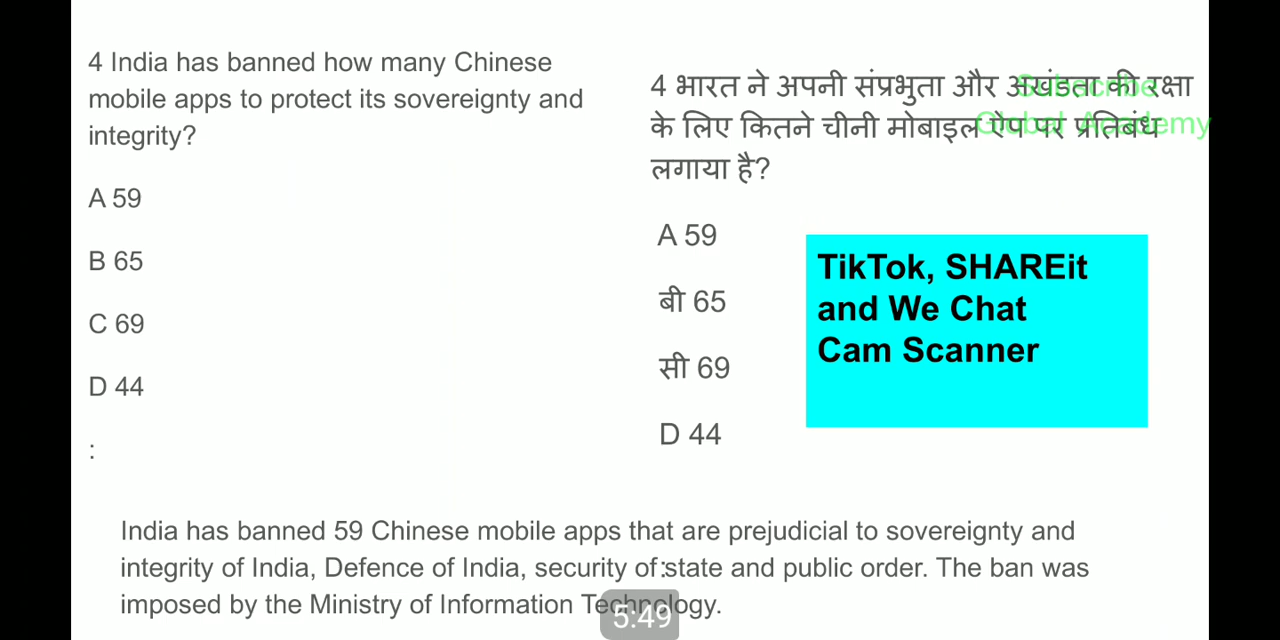 4 India has banned how many Chinese
mobile apps to protect its sovereignty and
integrity?
A 59
B 65
C 69
D 44
:
4 भारत ने अपनी संप्रभुता और अखंडता की रक्षा
के लिए कितने चीनी मोबाइल ऐप पर प्रतिबंध
लगाया है?
Subscribe
Global Academy
A 59
बी 65
सी 69
D 44
TikTok, SHAREit
and We Chat
Cam Scanner
India has banned 59 Chinese mobile apps that are prejudicial to sovereignty and
integrity of India, Defence of India, security of:state and public order. The ban was
imposed by the Ministry of Information Technology.
5:49